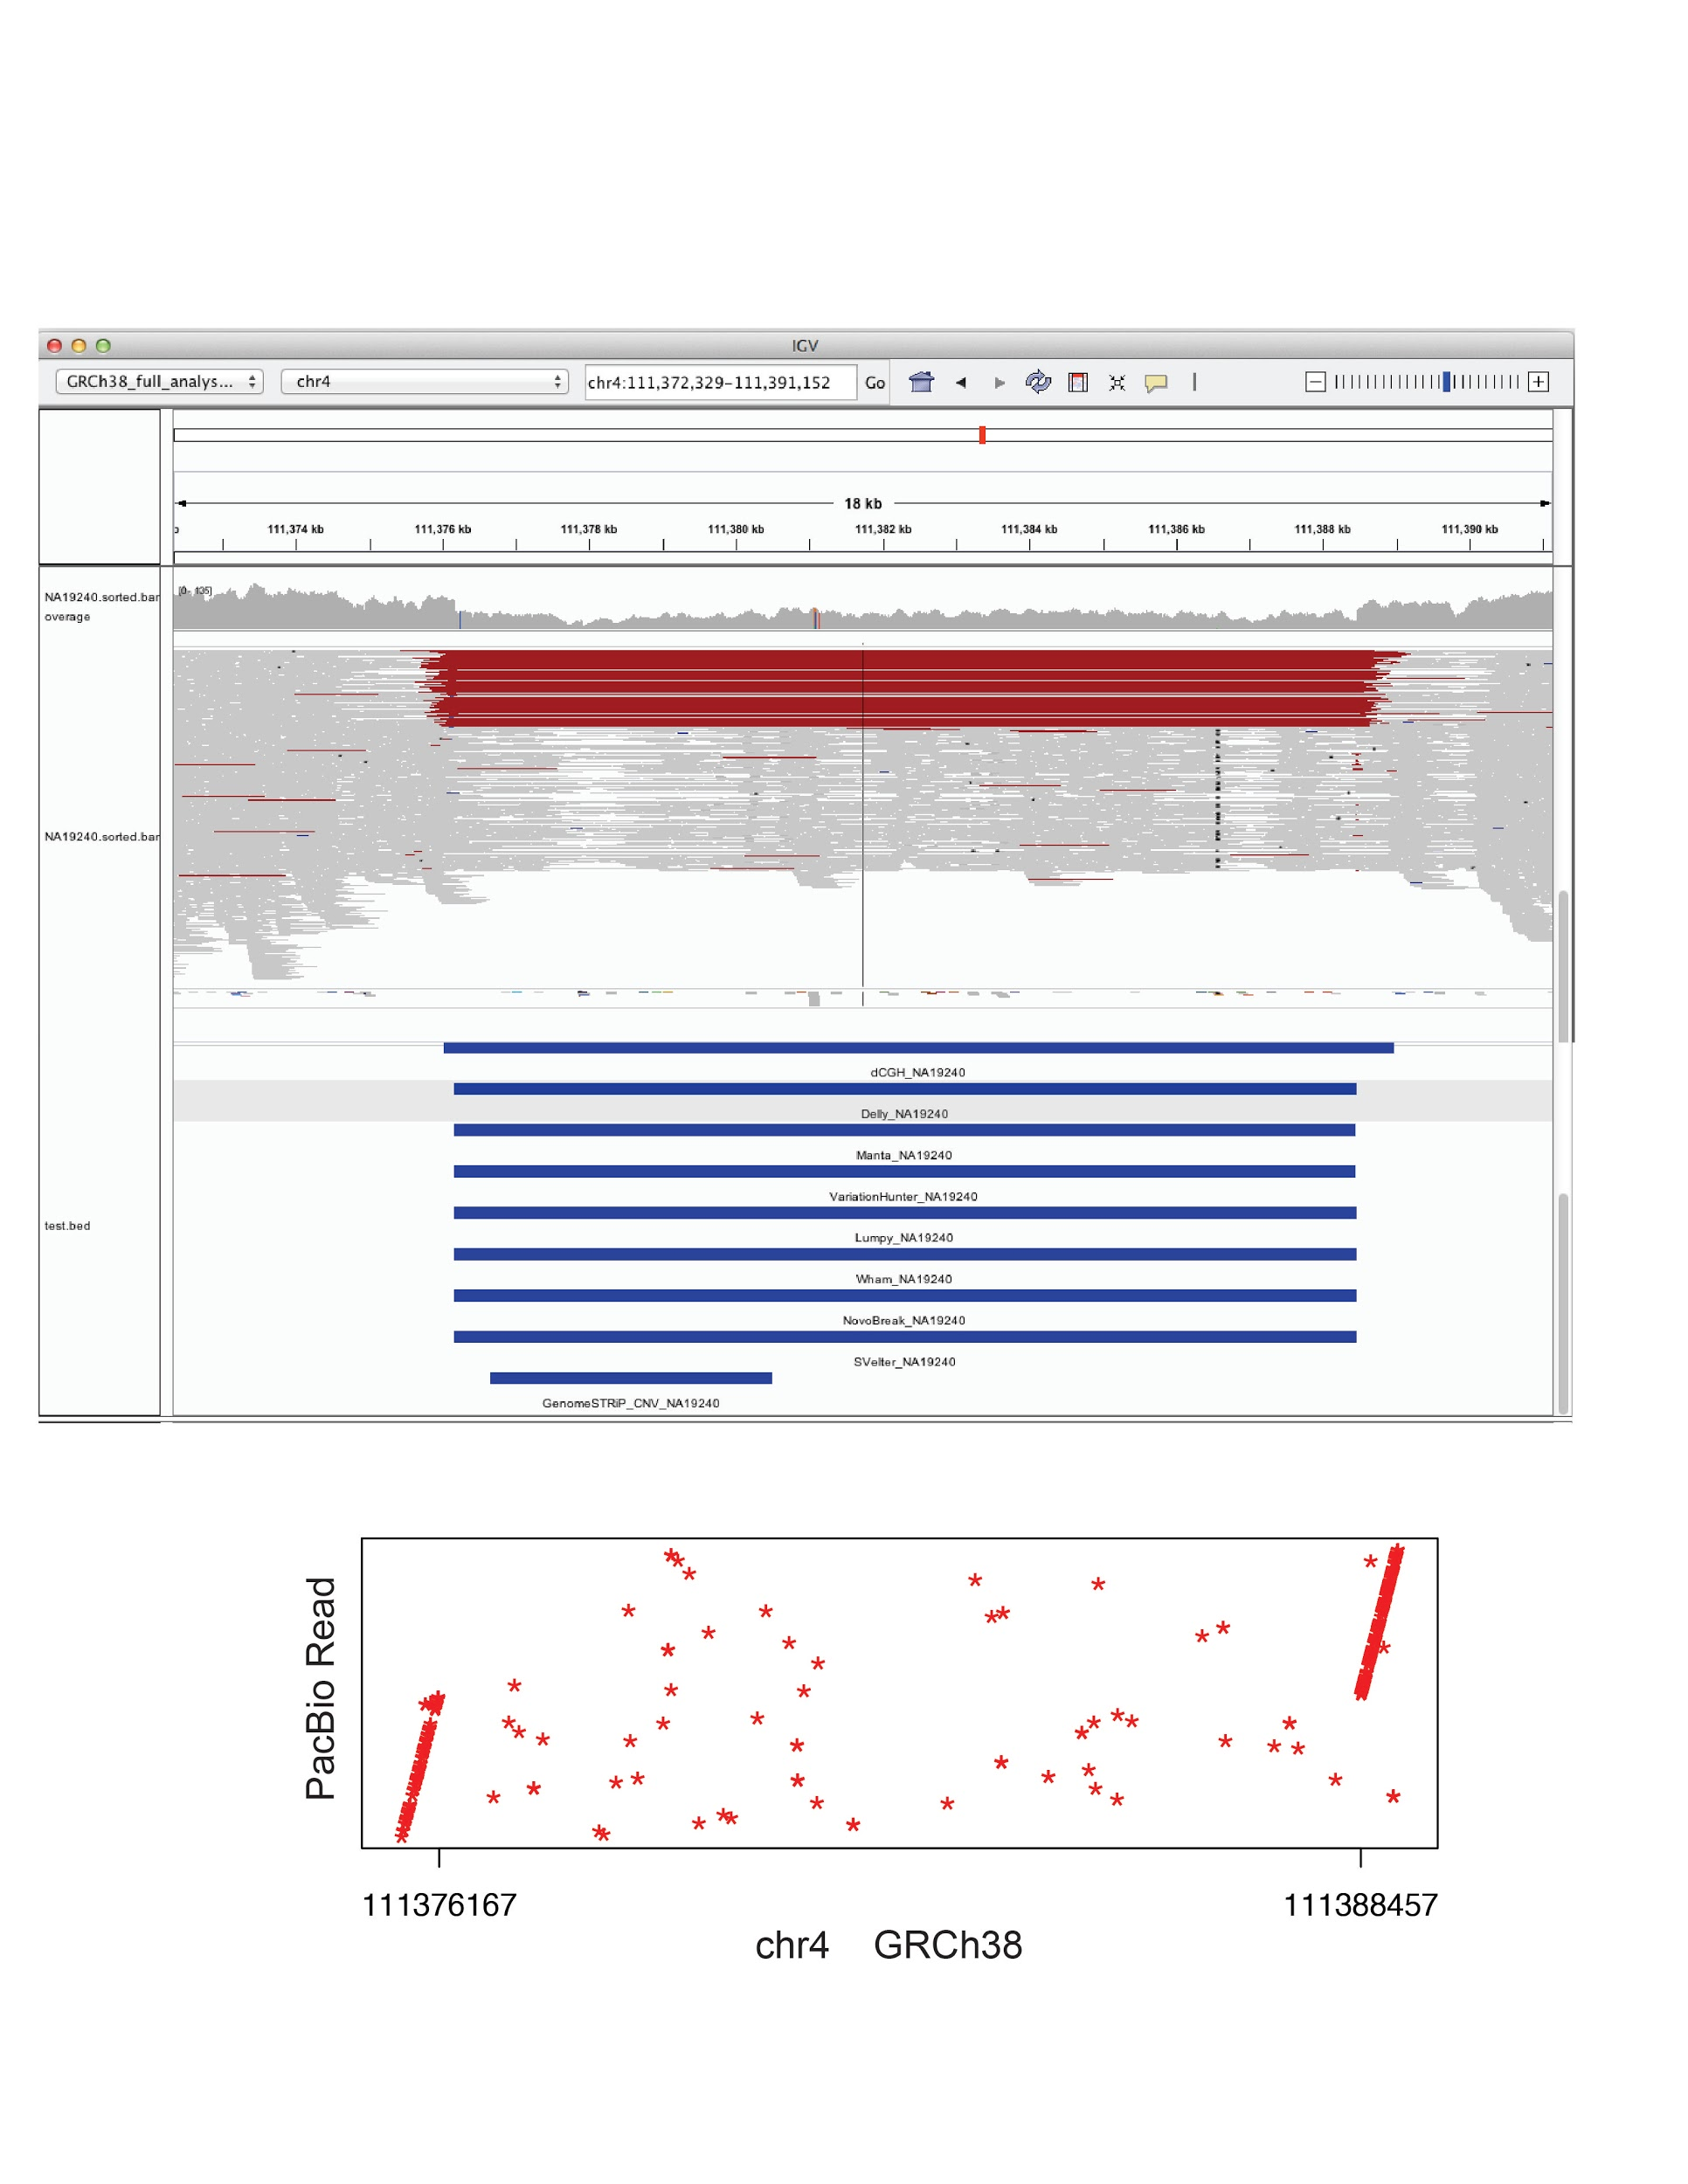 IGV
GRCh38_full_analys... chr4 chr4:111,372,329-111,391,152 Go
18 kb
111,374 kb 111,376 kb 111,378 kb 111,380 kb 111,382 kb 111,384 kb 111,386 kb 111,388 kb 111,390 kb
NA19240.sorted.bar
overage
[0- 135]
NA19240.sorted.bar
dCGH_NA19240
Delly_NA19240
Manta_NA19240
VariationHunter_NA19240
test.bed
Lumpy_NA19240
Wham_NA19240
NovoBreak_NA19240
SVelter_NA19240
GenomeSTRiP_CNV_NA19240
PacBio Read
111376167 111388457
chr4 GRCh38